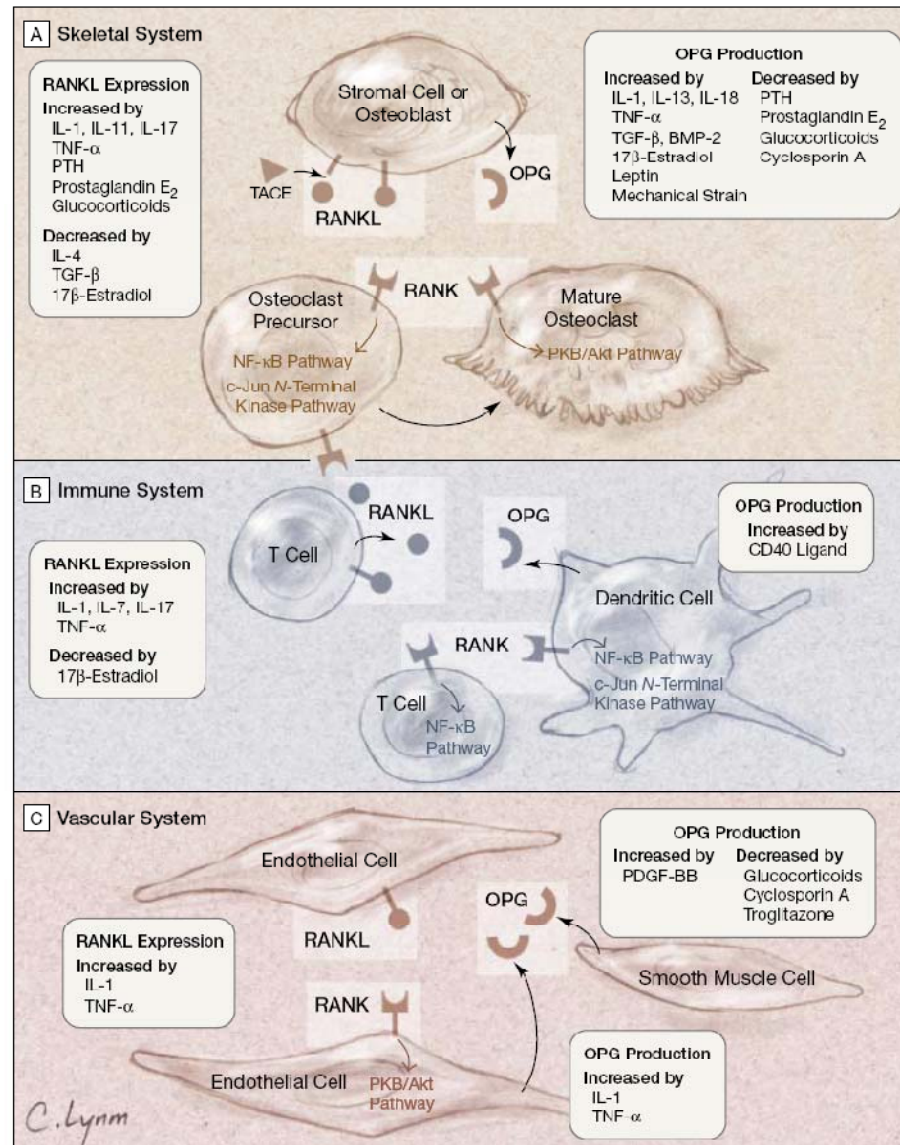 A Skeletal System
RANKL Expression
Increased by
IL-1, IL-11, IL-17
TNF-α
PTH
Prostaglandin E₂
Glucocorticoids
Decreased by
IL-4
TGF-β
17β-Estradiol
Stromal Cell or
Osteoblast
TACE
RANKL
OPG
OPG Production
Increased by
IL-1, IL-13, IL-18
TNF-α
TGF-β, BMP-2
17β-Estradiol
Leptin
Mechanical Strain
Decreased by
PTH
Prostaglandin E₂
Glucocorticoids
Cyclosporin A
RANK
Osteoclast
Precursor
NF-κB Pathway
c-Jun N-Terminal
Kinase Pathway
Mature
Osteoclast
PKB/Akt Pathway
B Immune System
RANKL Expression
Increased by
IL-1, IL-7, IL-17
TNF-α
Decreased by
17β-Estradiol
T Cell
RANKL
OPG
OPG Production
Increased by
CD40 Ligand
Dendritic Cell
RANK
NF-κB Pathway
c-Jun N-Terminal
Kinase Pathway
T Cell
NF-κB
Pathway
C Vascular System
Endothelial Cell
RANKL
RANKL Expression
Increased by
IL-1
TNF-α
OPG
OPG Production
Increased by
PDGF-BB
Decreased by
Glucocorticoids
Cyclosporin A
Troglitazone
Smooth Muscle Cell
RANK
Endothelial Cell
PKB/Akt
Pathway
OPG Production
Increased by
IL-1
TNF-α
C. Lynm